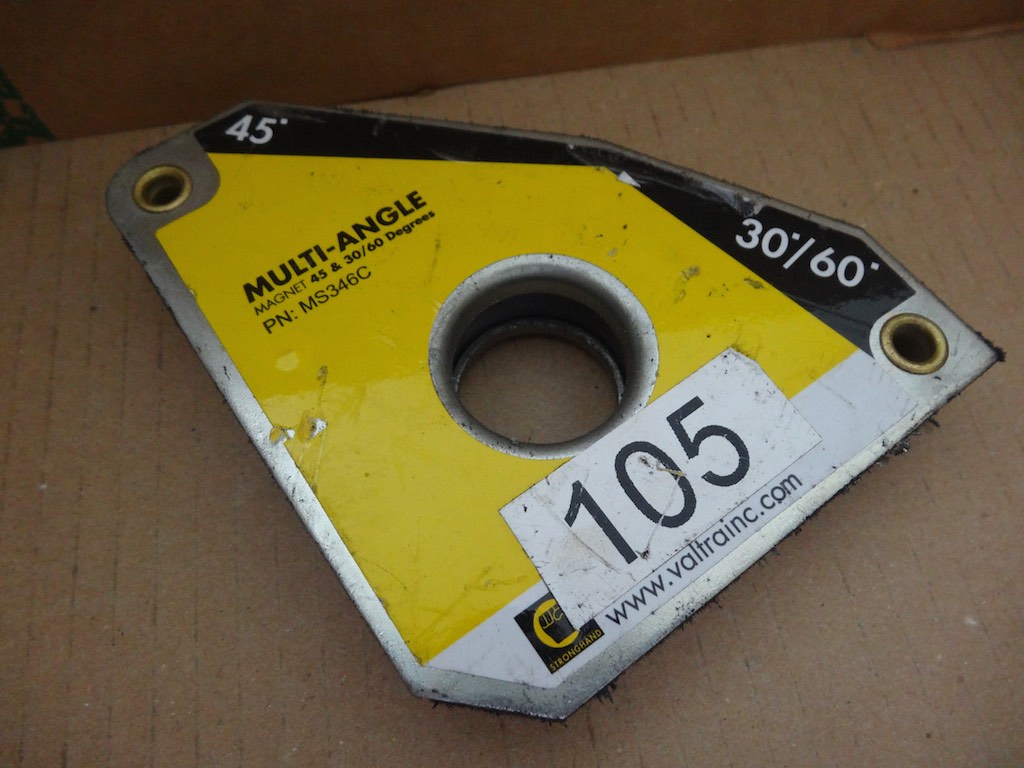 45°
30°/60°
MULTI-ANGLE
MAGNET 45 & 30/60 Degrees
PN: MS346C
105
www.valtrainc.com
STRONGHAND